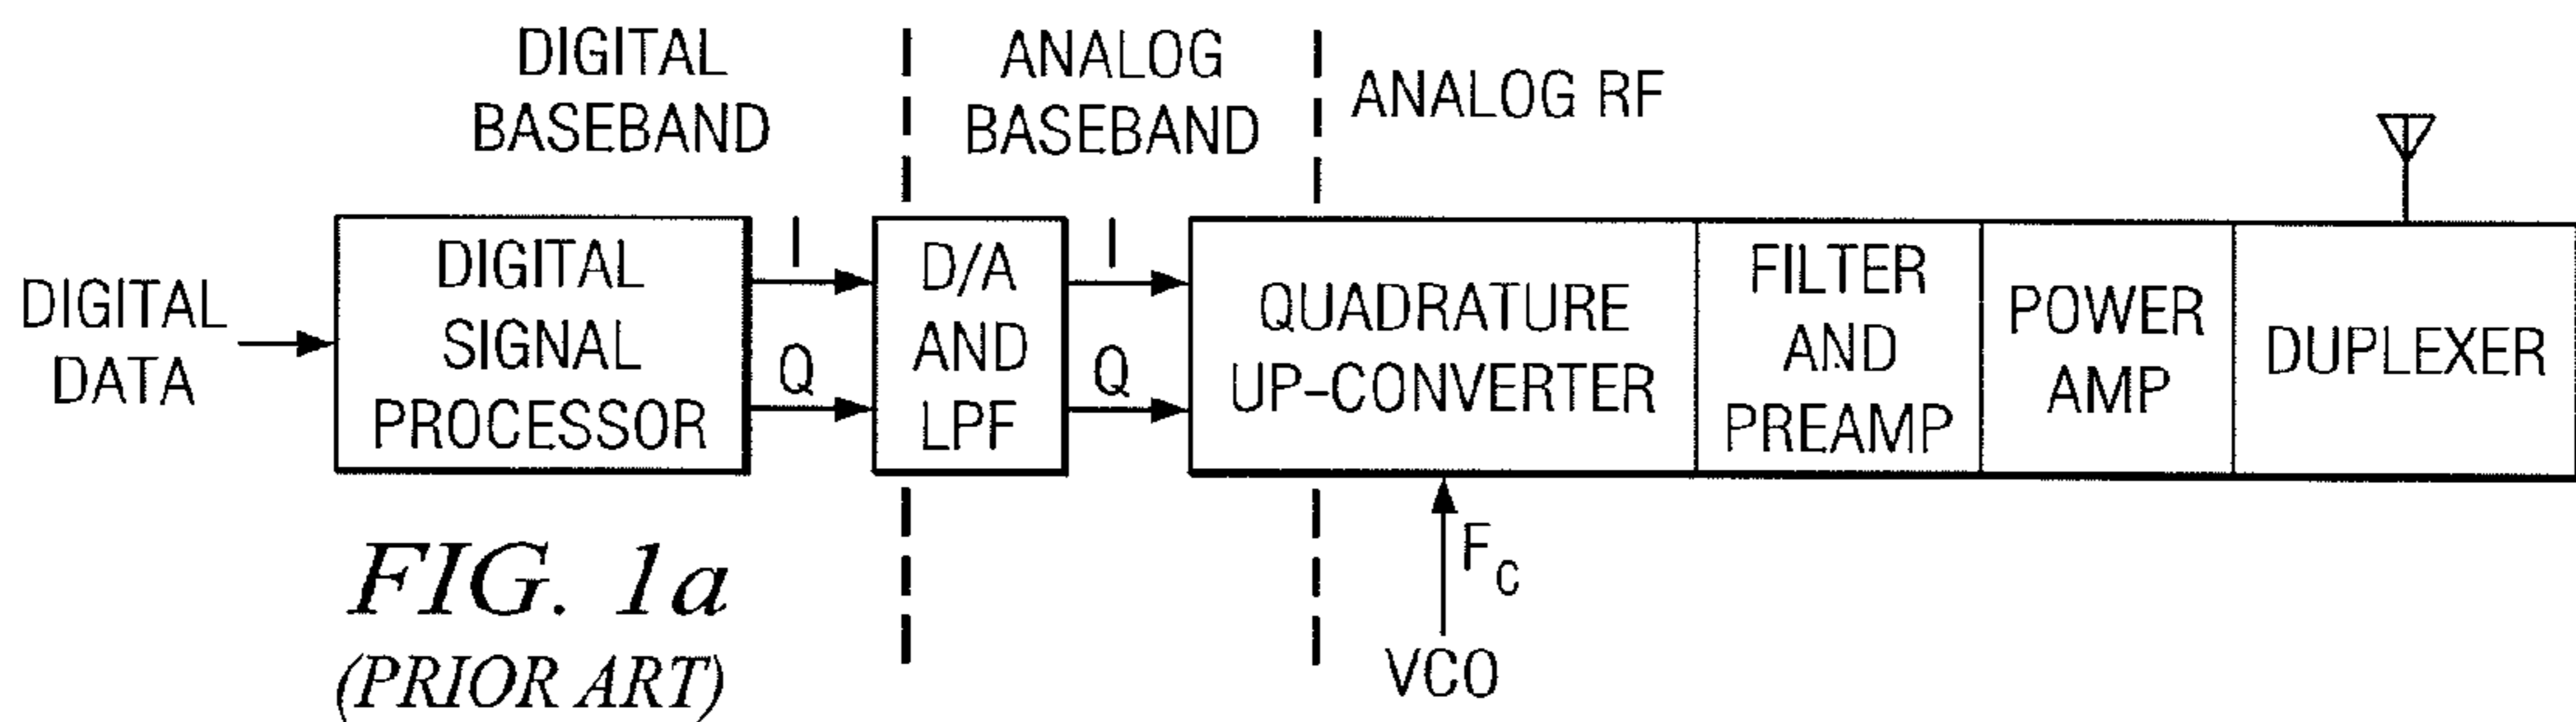 DIGITAL
BASEBAND
ANALOG
BASEBAND
ANALOG RF
DIGITAL
DATA
DIGITAL
SIGNAL
PROCESSOR
I
Q
D/A
AND
LPF
I
Q
QUADRATURE
UP-CONVERTER
FILTER
AND
PREAMP
POWER
AMP
DUPLEXER
FC
VCO
FIG. 1a
(PRIOR ART)